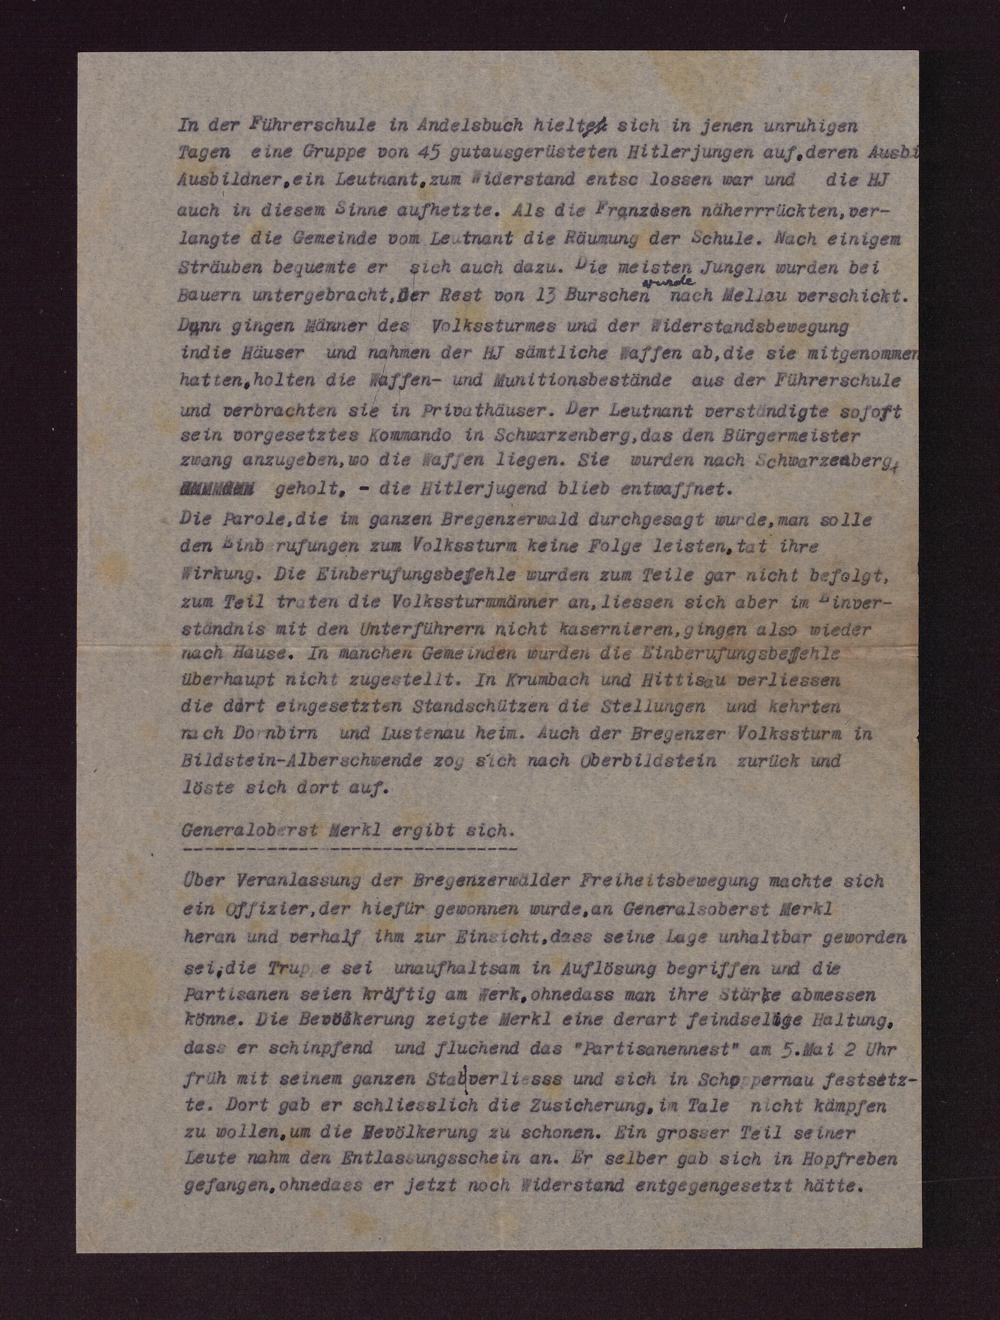 In der Führerschule in Andelsbuch hielt sich in jenen unruhigen
Tagen eine Gruppe von 45 gutausgerüsteten Hitlerjungen auf,deren Ausbi
Ausbildner,ein Leutnant,zum Widerstand entsc lossen war und die HJ
auch in diesem Sinne aufhetzte. Als die Franzosen näherrrückten,ver-
langte die Gemeinde vom Leutnant die Räumung der Schule. Nach einigem
Sträuben bequemte er sich auch dazu. Die meisten Jungen wurden bei
Bauern untergebracht,Der Rest von 13 Burschen wurde nach Mellau verschickt.
Dann gingen Männer des Volkssturmes und der Widerstandsbewegung
indie Häuser und nahmen der HJ sämtliche Waffen ab,die sie mitgenommen
hatten,holten die Waffen- und Munitionsbestände aus der Führerschule
und verbrachten sie in Privathäuser. Der Leutnant verständigte sofoft
sein vorgesetztes Kommando in Schwarzenberg,das den Bürgermeister
zwang anzugeben,wo die Waffen liegen. Sie wurden nach Schwarzenberg,
geholt, - die Hitlerjugend blieb entwaffnet.
Die Parole,die im ganzen Bregenzerwald durchgesagt wurde,man solle
den Einb rufungen zum Volkssturm keine Folge leisten,tat ihre
Wirkung. Die Einberufungsbefehle wurden zum Teile gar nicht befolgt,
zum Teil traten die Volkssturmmänner an,liessen sich aber im Einver-
ständnis mit den Unterführern nicht kasernieren,gingen also wieder
nach Hause. In manchen Gemeinden wurden die Einberufungsbefehle
überhaupt nicht zugestellt. In Krumbach und Hittisau verliessen
die dort eingesetzten Standschützen die Stellungen und kehrten
nach Dornbirn und Lustenau heim. Auch der Bregenzer Volkssturm in
Bildstein-Alberschwende zog sich nach Oberbildstein zurück und
löste sich dort auf.
Generaloberst Merkl ergibt sich.
Über Veranlassung der Bregenzerwälder Freiheitsbewegung machte sich
ein Offizier,der hiefür gewonnen wurde,an Generalsoberst Merkl
heran und verhalf ihm zur Einsicht,dass seine Lage unhaltbar geworden
sei,die Truppe sei unaufhaltsam in Auflösung begriffen und die
Partisanen seien kräftig am Werk,ohnedass man ihre Stärke abmessen
könne. Die Bevölkerung zeigte Merkl eine derart feindselige Haltung,
dass er schinpfend und fluchend das "Partisanennest" am 5.Mai 2 Uhr
früh mit seinem ganzen Stab verliesss und sich in Schoppernau festsetz-
te. Dort gab er schliesslich die Zusicherung,im Tale nicht kämpfen
zu wollen,um die Bevölkerung zu schonen. Ein grosser Teil seiner
Leute nahm den Entlassungsschein an. Er selber gab sich in Hopfreben
gefangen,ohnedass er jetzt noch Widerstand entgegengesetzt hätte.